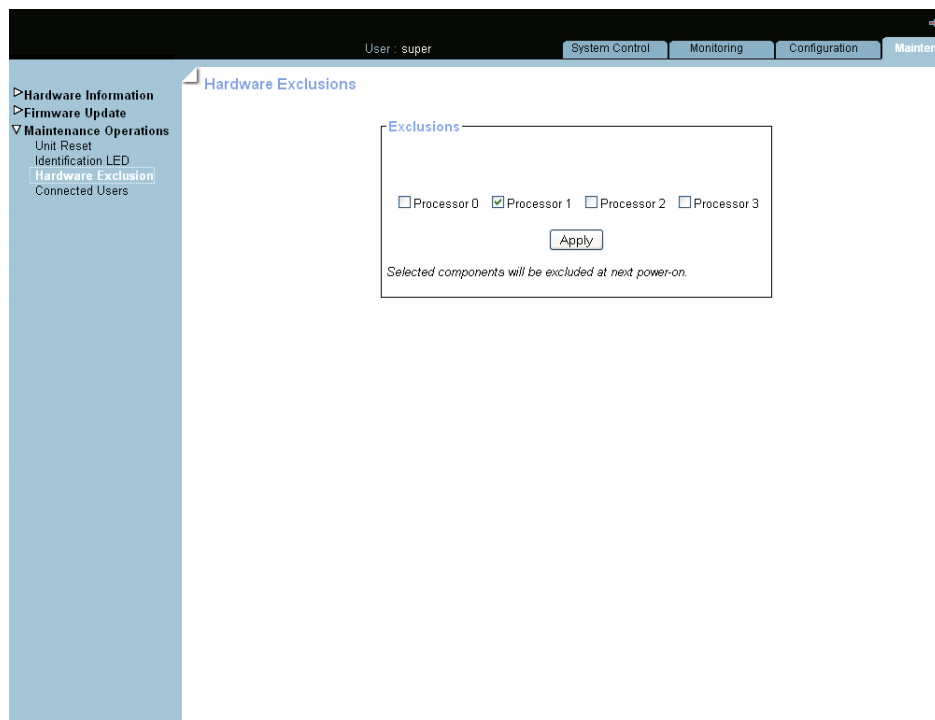 User : super
System Control
Monitoring
Configuration
Mainten
Hardware Information
Firmware Update
Maintenance Operations
Unit Reset
Identification LED
Hardware Exclusion
Connected Users
Hardware Exclusions
Exclusions
Processor 0 Processor 1 Processor 2 Processor 3
Apply
Selected components will be excluded at next power-on.